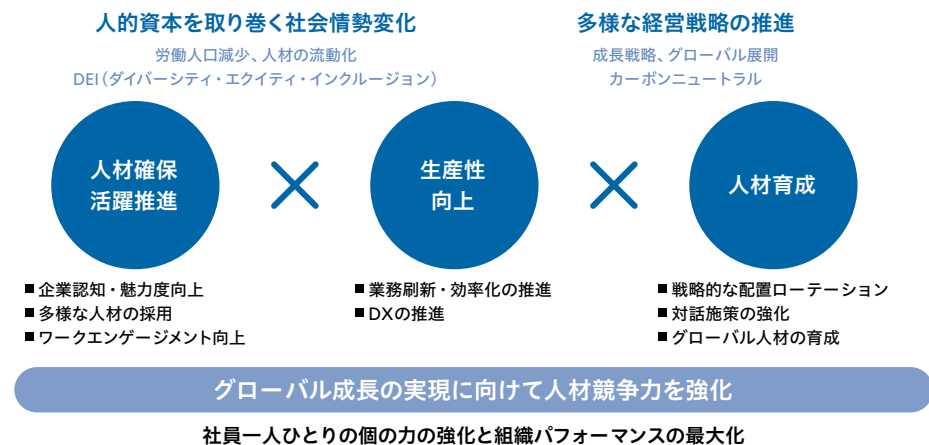 人的資本を取り巻く社会情勢変化
労働人口減少、人材の流動化
DEI(ダイバーシティ・エクイティ・インクルージョン)
多様な経営戦略の推進
成長戦略、グローバル展開
カーボンニュートラル
人材確保
活躍推進
×
生産性
向上
×
人材育成
■企業認知・魅力度向上
■多様な人材の採用
■ワークエンゲージメント向上
■業務刷新・効率化の推進
■DXの推進
■戦略的な配置ローテーション
■対話施策の強化
■グローバル人材の育成
グローバル成長の実現に向けて人材競争力を強化
社員一人ひとりの個の力の強化と組織パフォーマンスの最大化